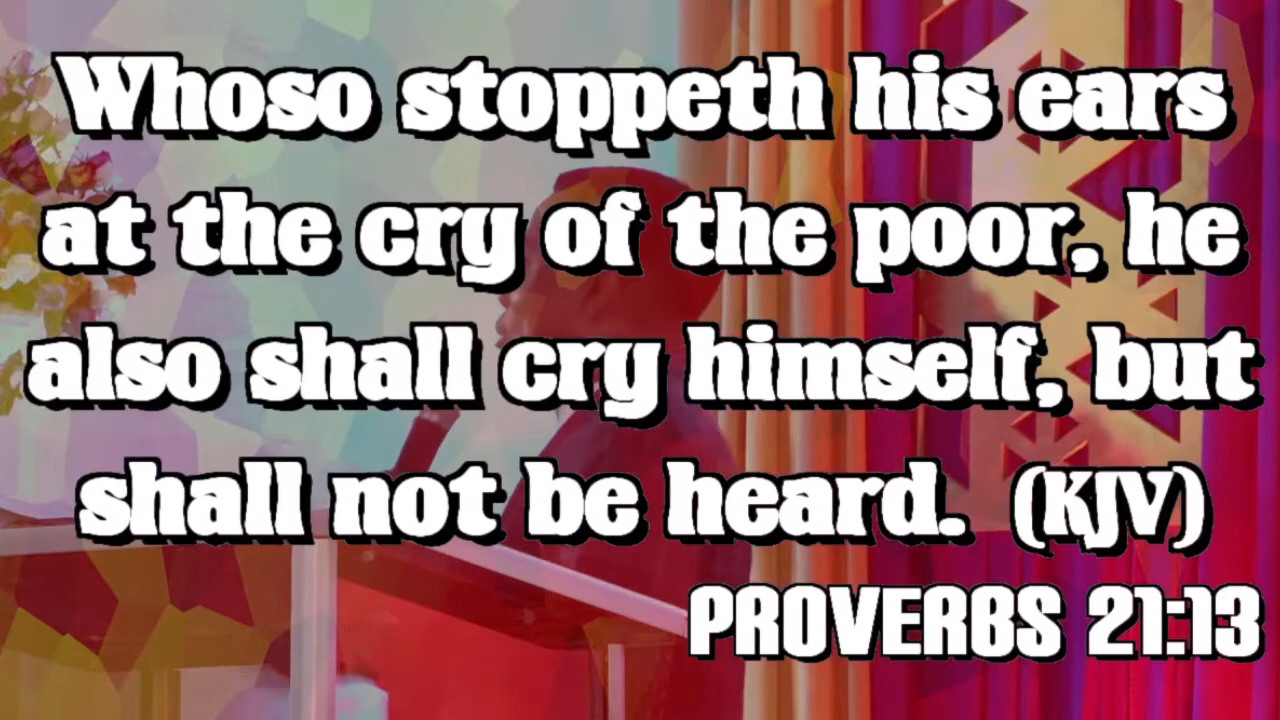 Whoso stoppeth his ears
at the cry of the poor, he
also shall cry himself, but
shall not be heard. (KJV)
PROVERBS 21:13